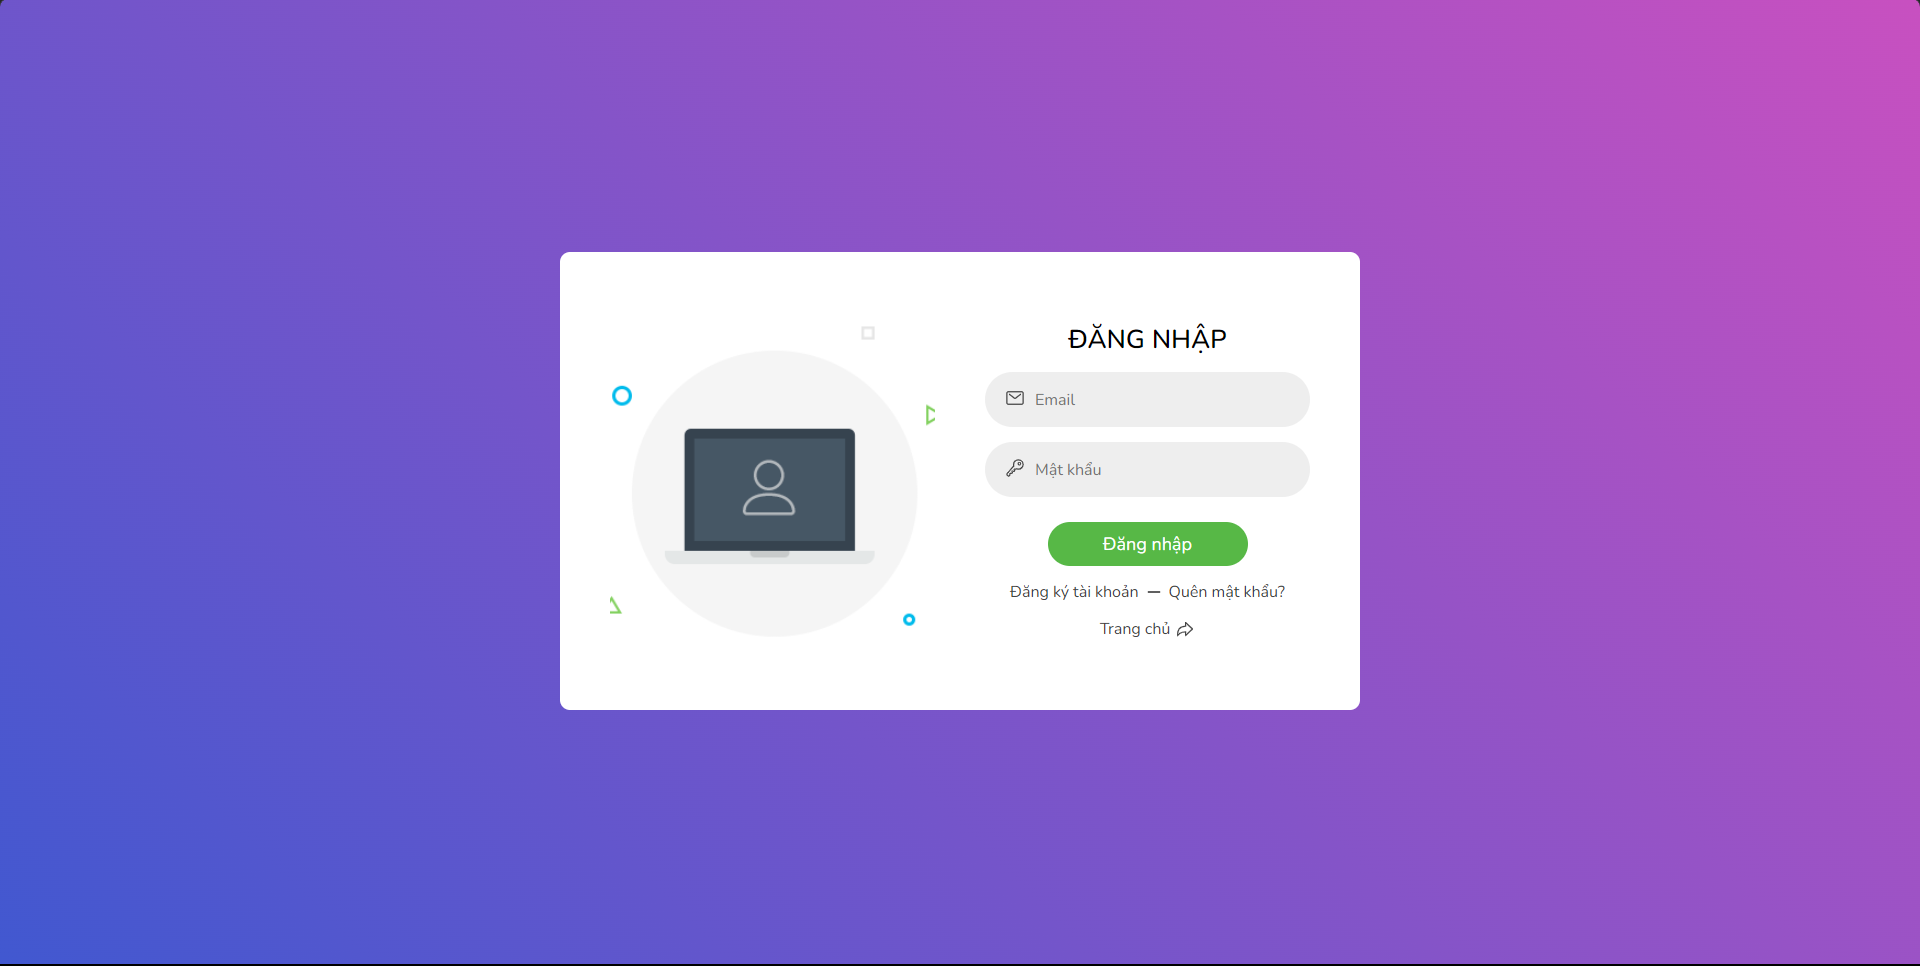 ĐĂNG NHẬP
Email
Mật khẩu
Đăng nhập
Đăng ký tài khoản — Quên mật khẩu?
Trang chủ